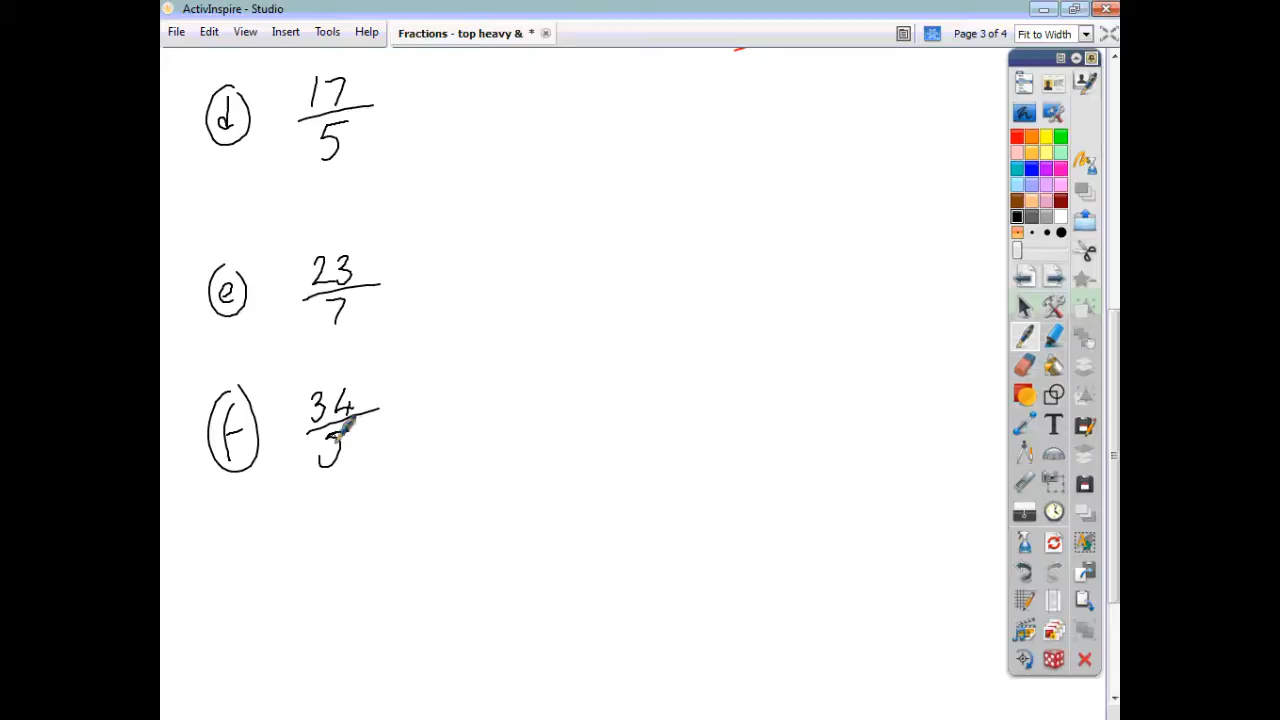 ActivInspire - Studio
File Edit View Insert Tools Help Fractions - top heavy & * Page 3 of 4 Fit to Width
d 17
5
e 23
7
f 34